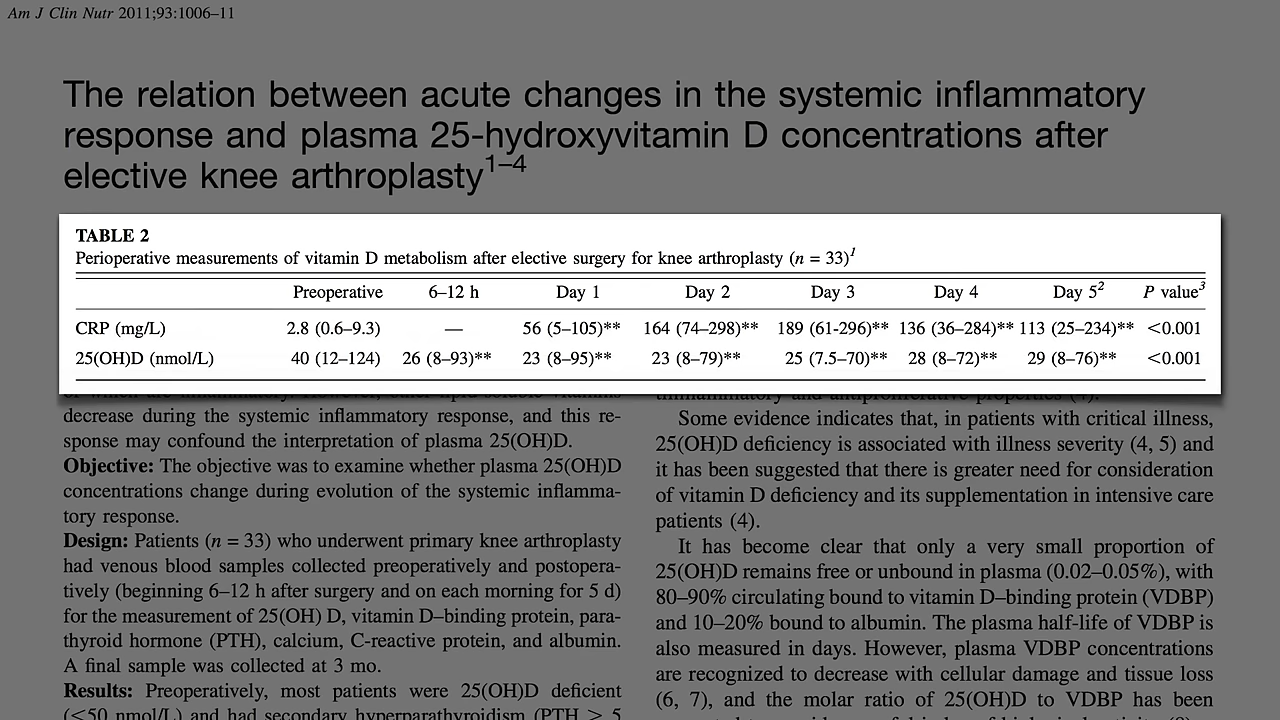 Am J Clin Nutr 2011;93:1006–11
The relation between acute changes in the systemic inflammatory
response and plasma 25-hydroxyvitamin D concentrations after
elective knee arthroplasty1–4
TABLE 2
Perioperative measurements of vitamin D metabolism after elective surgery for knee arthroplasty (n = 33)1
Preoperative 6–12 h Day 1 Day 2 Day 3 Day 4 Day 52 P value3
CRP (mg/L) 2.8 (0.6–9.3) — 56 (5–105)** 164 (74–298)** 189 (61-296)** 136 (36–284)** 113 (25–234)** <0.001
25(OH)D (nmol/L) 40 (12–124) 26 (8–93)** 23 (8–95)** 23 (8–79)** 25 (7.5–70)** 28 (8–72)** 29 (8–76)** <0.001
decrease during the systemic inflammatory response, and this re-
sponse may confound the interpretation of plasma 25(OH)D.
Objective: The objective was to examine whether plasma 25(OH)D
concentrations change during evolution of the systemic inflamma-
tory response.
Design: Patients (n = 33) who underwent primary knee arthroplasty
had venous blood samples collected preoperatively and postopera-
tively (beginning 6–12 h after surgery and on each morning for 5 d)
for the measurement of 25(OH) D, vitamin D–binding protein, para-
thyroid hormone (PTH), calcium, C-reactive protein, and albumin.
A final sample was collected at 3 mo.
Results: Preoperatively, most patients were 25(OH)D deficient
(<50 nmol/L) and had secondary hyperparathyroidism (PTH > 5
Some evidence indicates that, in patients with critical illness,
25(OH)D deficiency is associated with illness severity (4, 5) and
it has been suggested that there is greater need for consideration
of vitamin D deficiency and its supplementation in intensive care
patients (4).
It has become clear that only a very small proportion of
25(OH)D remains free or unbound in plasma (0.02–0.05%), with
80–90% circulating bound to vitamin D–binding protein (VDBP)
and 10–20% bound to albumin. The plasma half-life of VDBP is
also measured in days. However, plasma VDBP concentrations
are recognized to decrease with cellular damage and tissue loss
(6, 7), and the molar ratio of 25(OH)D to VDBP has been